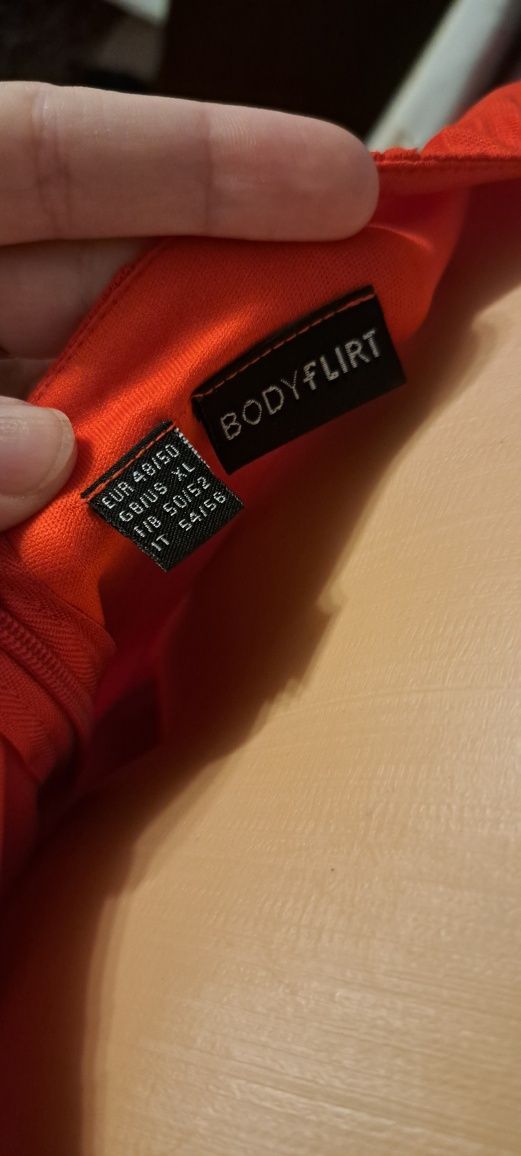 BODYFLIRT
EUR 48/50
GB/US XL
F/B 50/52
IT 54/56